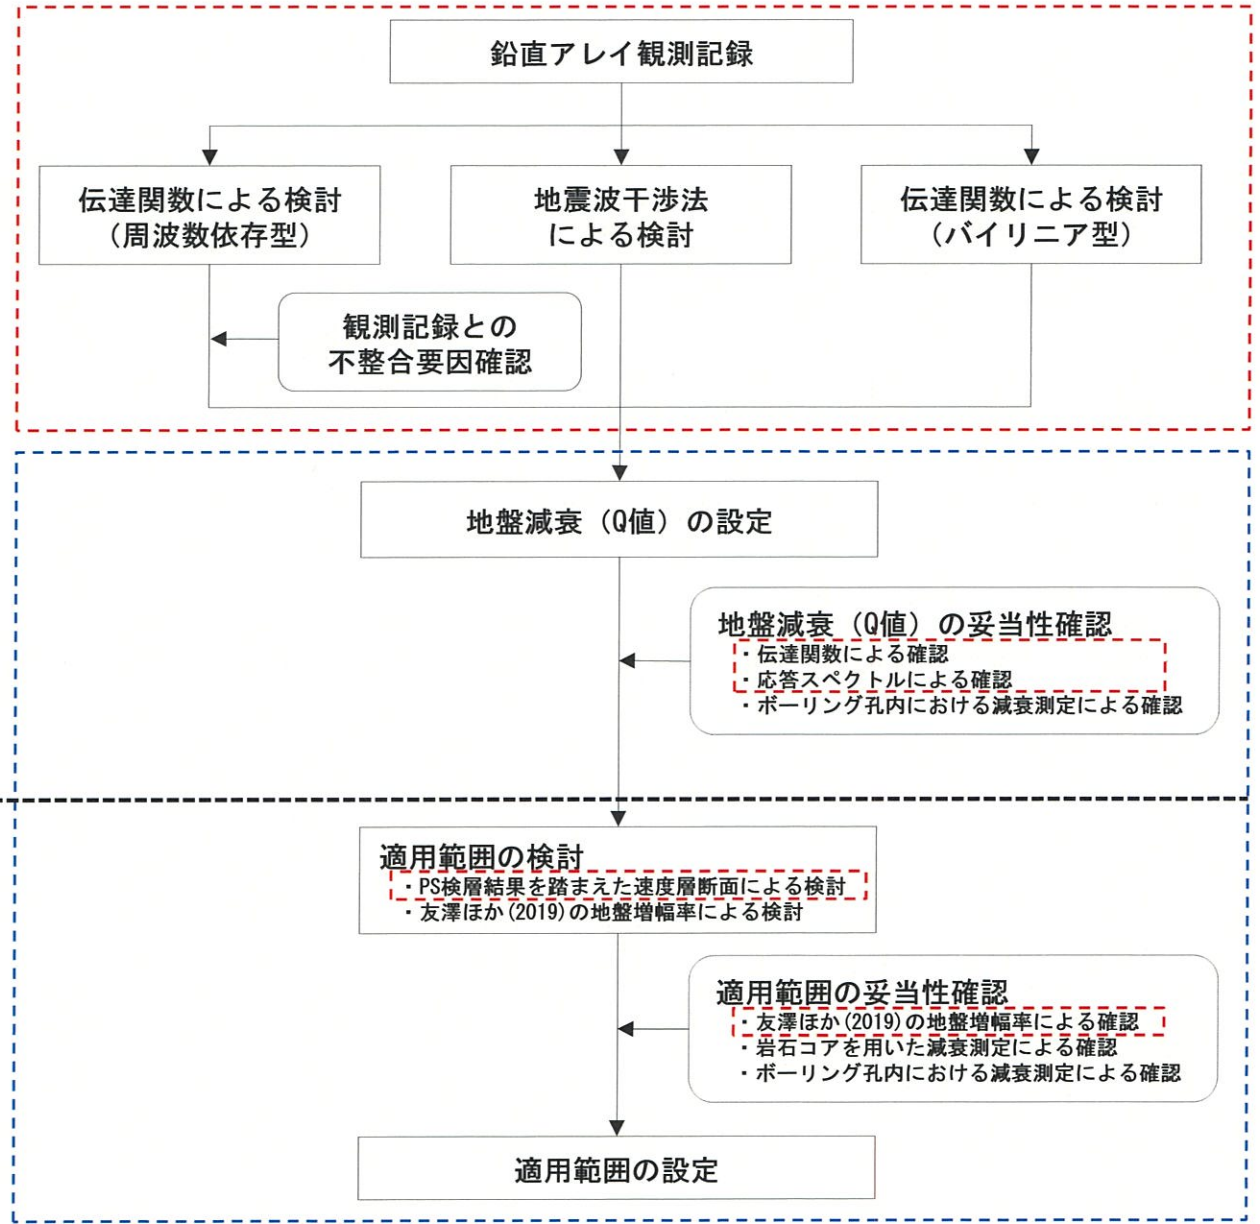 鉛直アレイ観測記録
伝達関数による検討
(周波数依存型)
地震波干渉法
による検討
伝達関数による検討
(バイリニア型)
観測記録との
不整合要因確認
地盤減衰(Q値)の設定
地盤減衰(Q値)の妥当性確認
・伝達関数による確認
・応答スペクトルによる確認
・ボーリング孔内における減衰測定による確認
適用範囲の検討
・PS検層結果を踏まえた速度層断面による検討
・友澤ほか(2019)の地盤増幅率による検討
適用範囲の妥当性確認
・友澤ほか(2019)の地盤増幅率による確認
・岩石コアを用いた減衰測定による確認
・ボーリング孔内における減衰測定による確認
適用範囲の設定